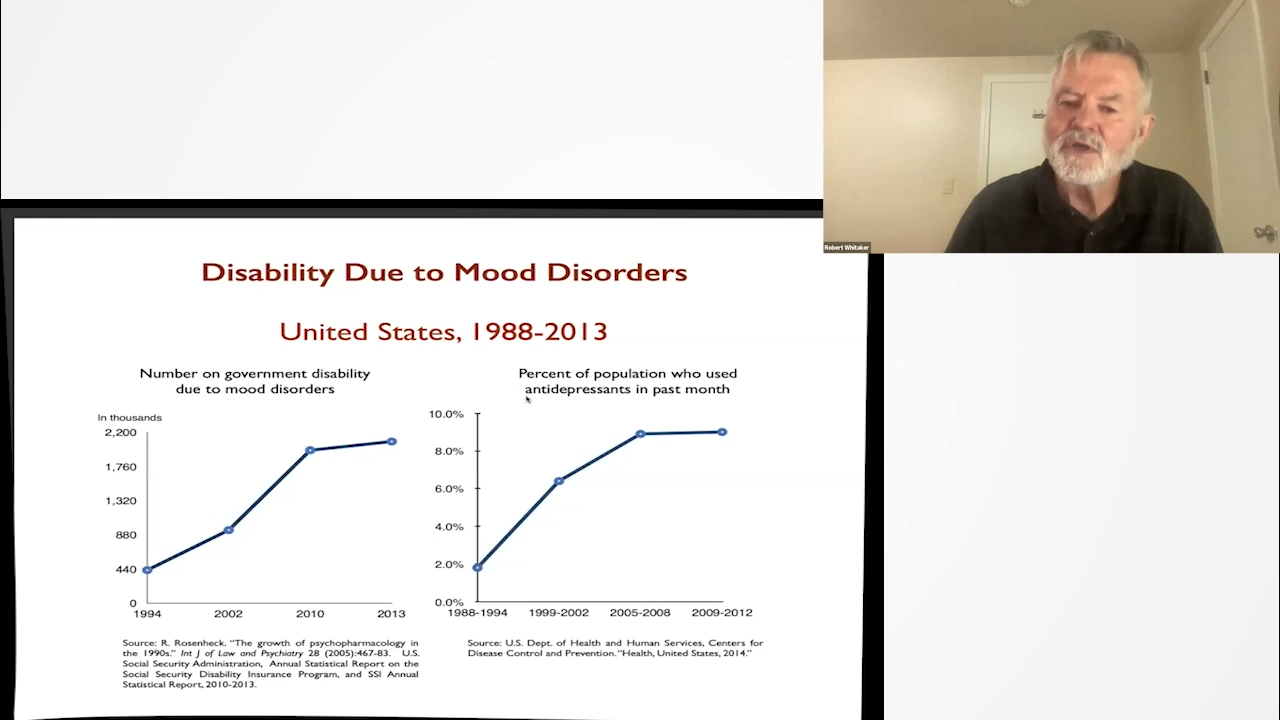 Robert Whitaker
Disability Due to Mood Disorders
United States, 1988-2013
Number on government disability
due to mood disorders
In thousands
2,200
1,760
1,320
880
440
0
1994
2002
2010
2013
Source: R. Rosenheck. “The growth of psychopharmacology in
the 1990s.” Int J of Law and Psychiatry 28 (2005):467-83. U.S.
Social Security Administration, Annual Statistical Report on the
Social Security Disability Insurance Program, and SSI Annual
Statistical Report, 2010-2013.
Percent of population who used
antidepressants in past month
10.0%
8.0%
6.0%
4.0%
2.0%
0.0%
1988-1994
1999-2002
2005-2008
2009-2012
Source: U.S. Dept. of Health and Human Services, Centers for
Disease Control and Prevention. “Health, United States, 2014.”